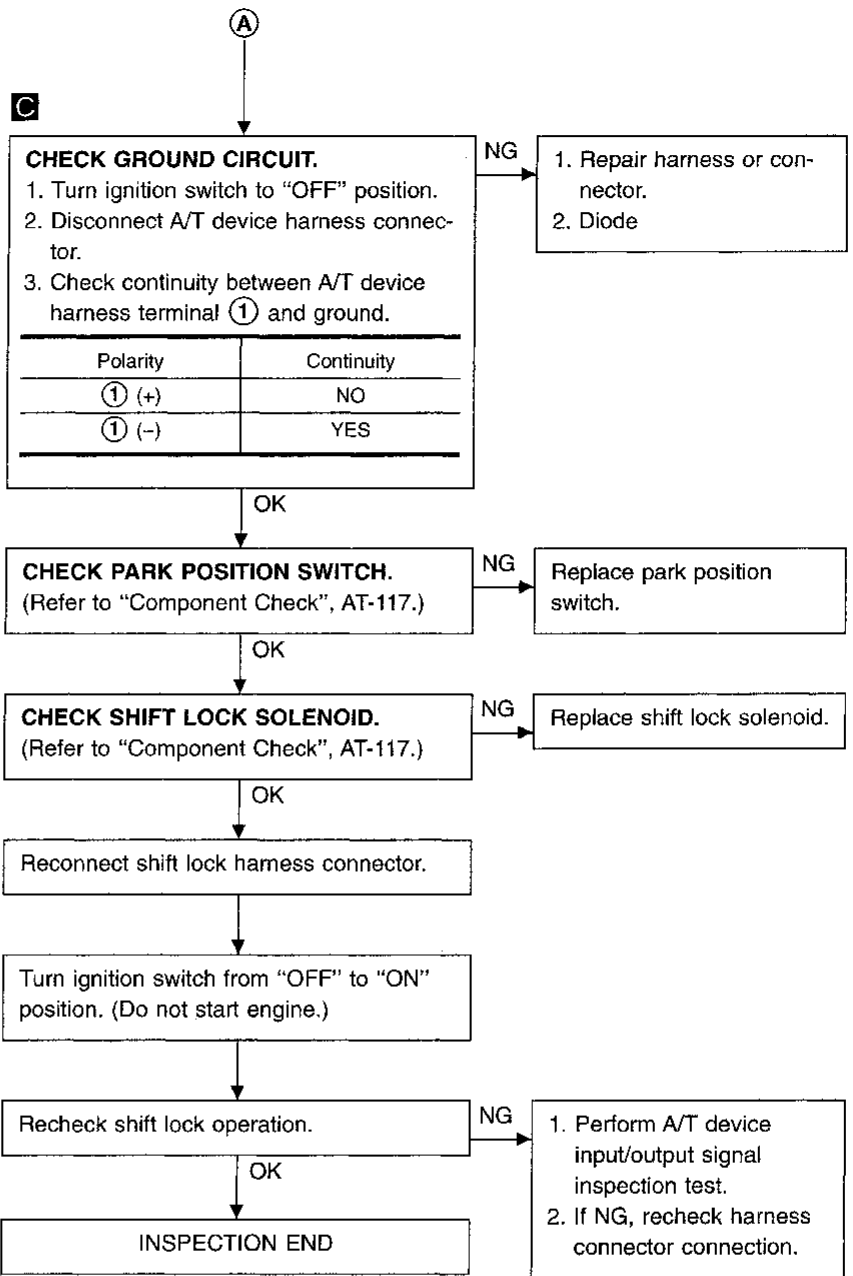 Ⓐ
C
CHECK GROUND CIRCUIT.
1. Turn ignition switch to “OFF” position.
2. Disconnect A/T device harness connec-
tor.
3. Check continuity between A/T device
harness terminal ① and ground.
Polarity Continuity
① (+) NO
① (–) YES
NG
1. Repair harness or con-
nector.
2. Diode
OK
CHECK PARK POSITION SWITCH.
(Refer to “Component Check”, AT-117.)
NG
Replace park position
switch.
OK
CHECK SHIFT LOCK SOLENOID.
(Refer to “Component Check”, AT-117.)
NG
Replace shift lock solenoid.
OK
Reconnect shift lock harness connector.
Turn ignition switch from “OFF” to “ON”
position. (Do not start engine.)
Recheck shift lock operation.
NG
1. Perform A/T device
input/output signal
inspection test.
2. If NG, recheck harness
connector connection.
OK
INSPECTION END